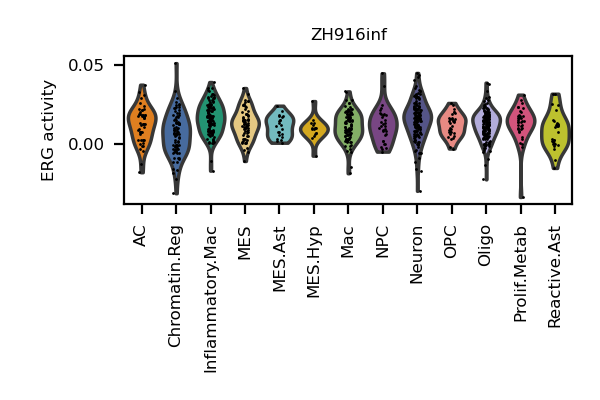 ZH916inf
ERG activity
0.05
0.00
AC
Chromatin.Reg
Inflammatory.Mac
MES
MES.Ast
MES.Hyp
Mac
NPC
Neuron
OPC
Oligo
Prolif.Metab
Reactive.Ast